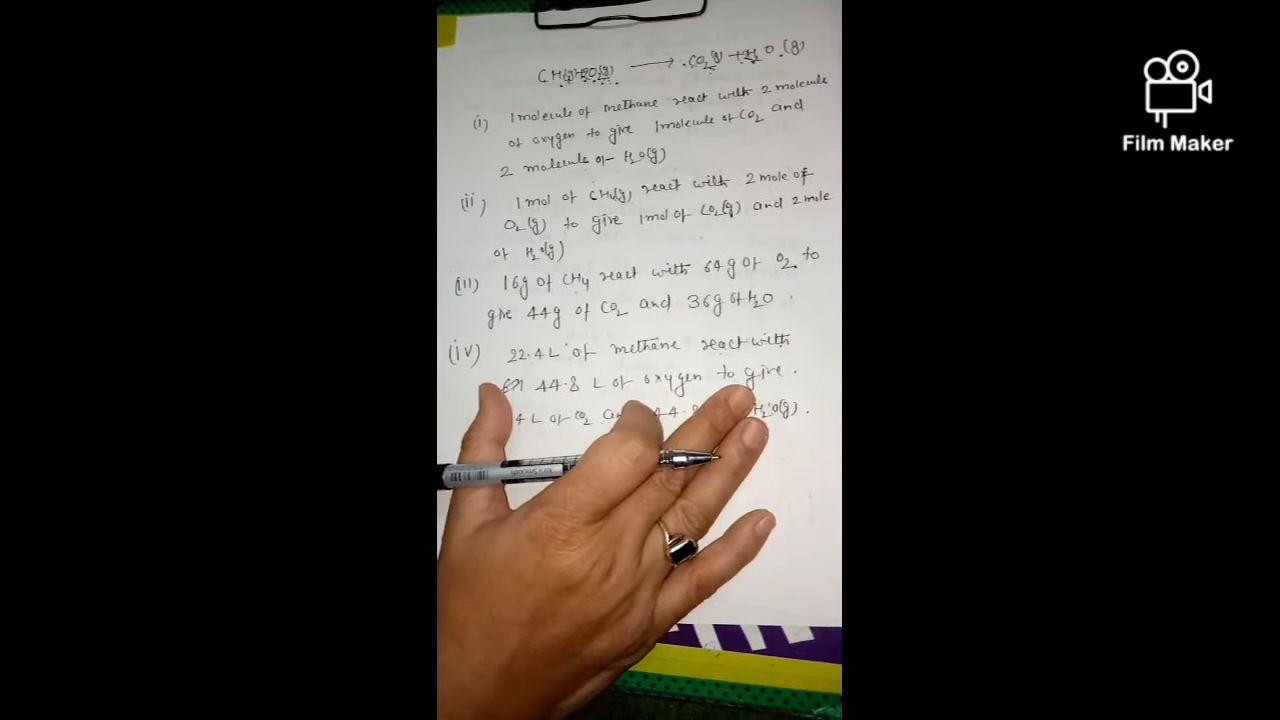 CH4(g)+2O2(g) → CO2(g) + 2H2O(g)
(i) 1 molecule of methane react with 2 molecule
of oxygen to give 1 molecule of CO2 and
2 molecule of H2O(g)
(ii) 1 mol of CH4(g) react with 2 mole of
O2(g) to give 1 mol of CO2(g) and 2 mole
of H2O(g)
(iii) 16g of CH4 react with 64g of O2 to
give 44g of CO2 and 36g of H2O.
(iv) 22.4 L of methane react with
44.8 L of oxygen to give.
4 L of CO2 44.8 H2O(g).
Film Maker